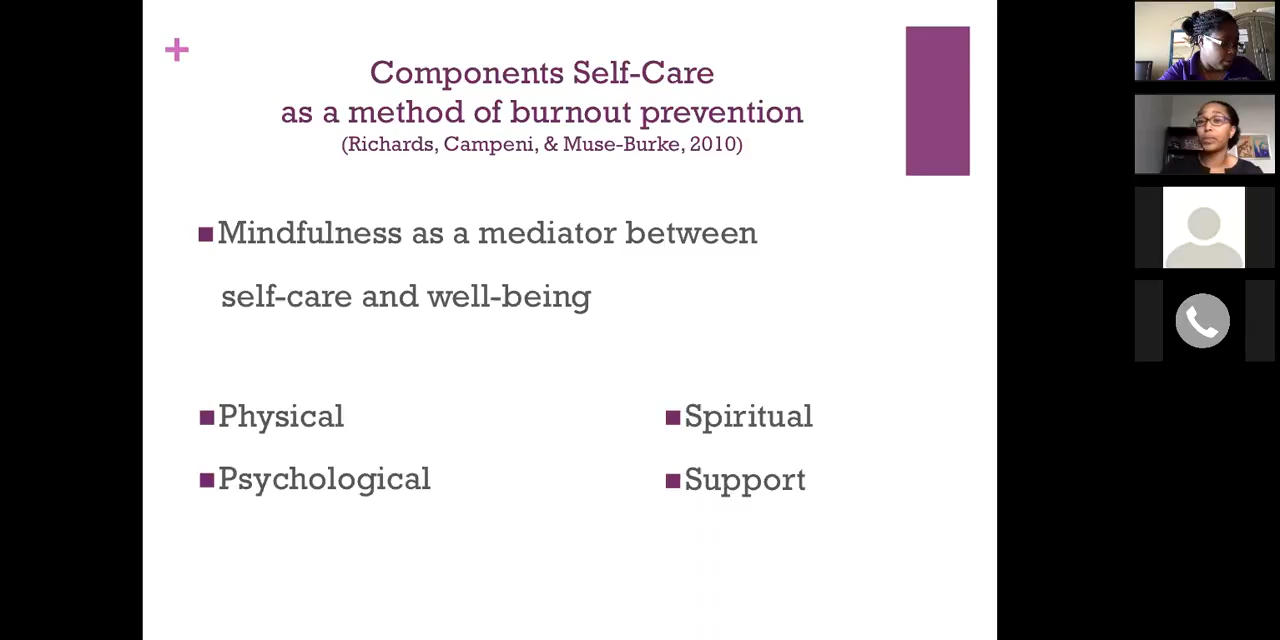 Components Self-Care
as a method of burnout prevention
(Richards, Campeni, & Muse-Burke, 2010)
Mindfulness as a mediator between
self-care and well-being
Physical
Psychological
Spiritual
Support